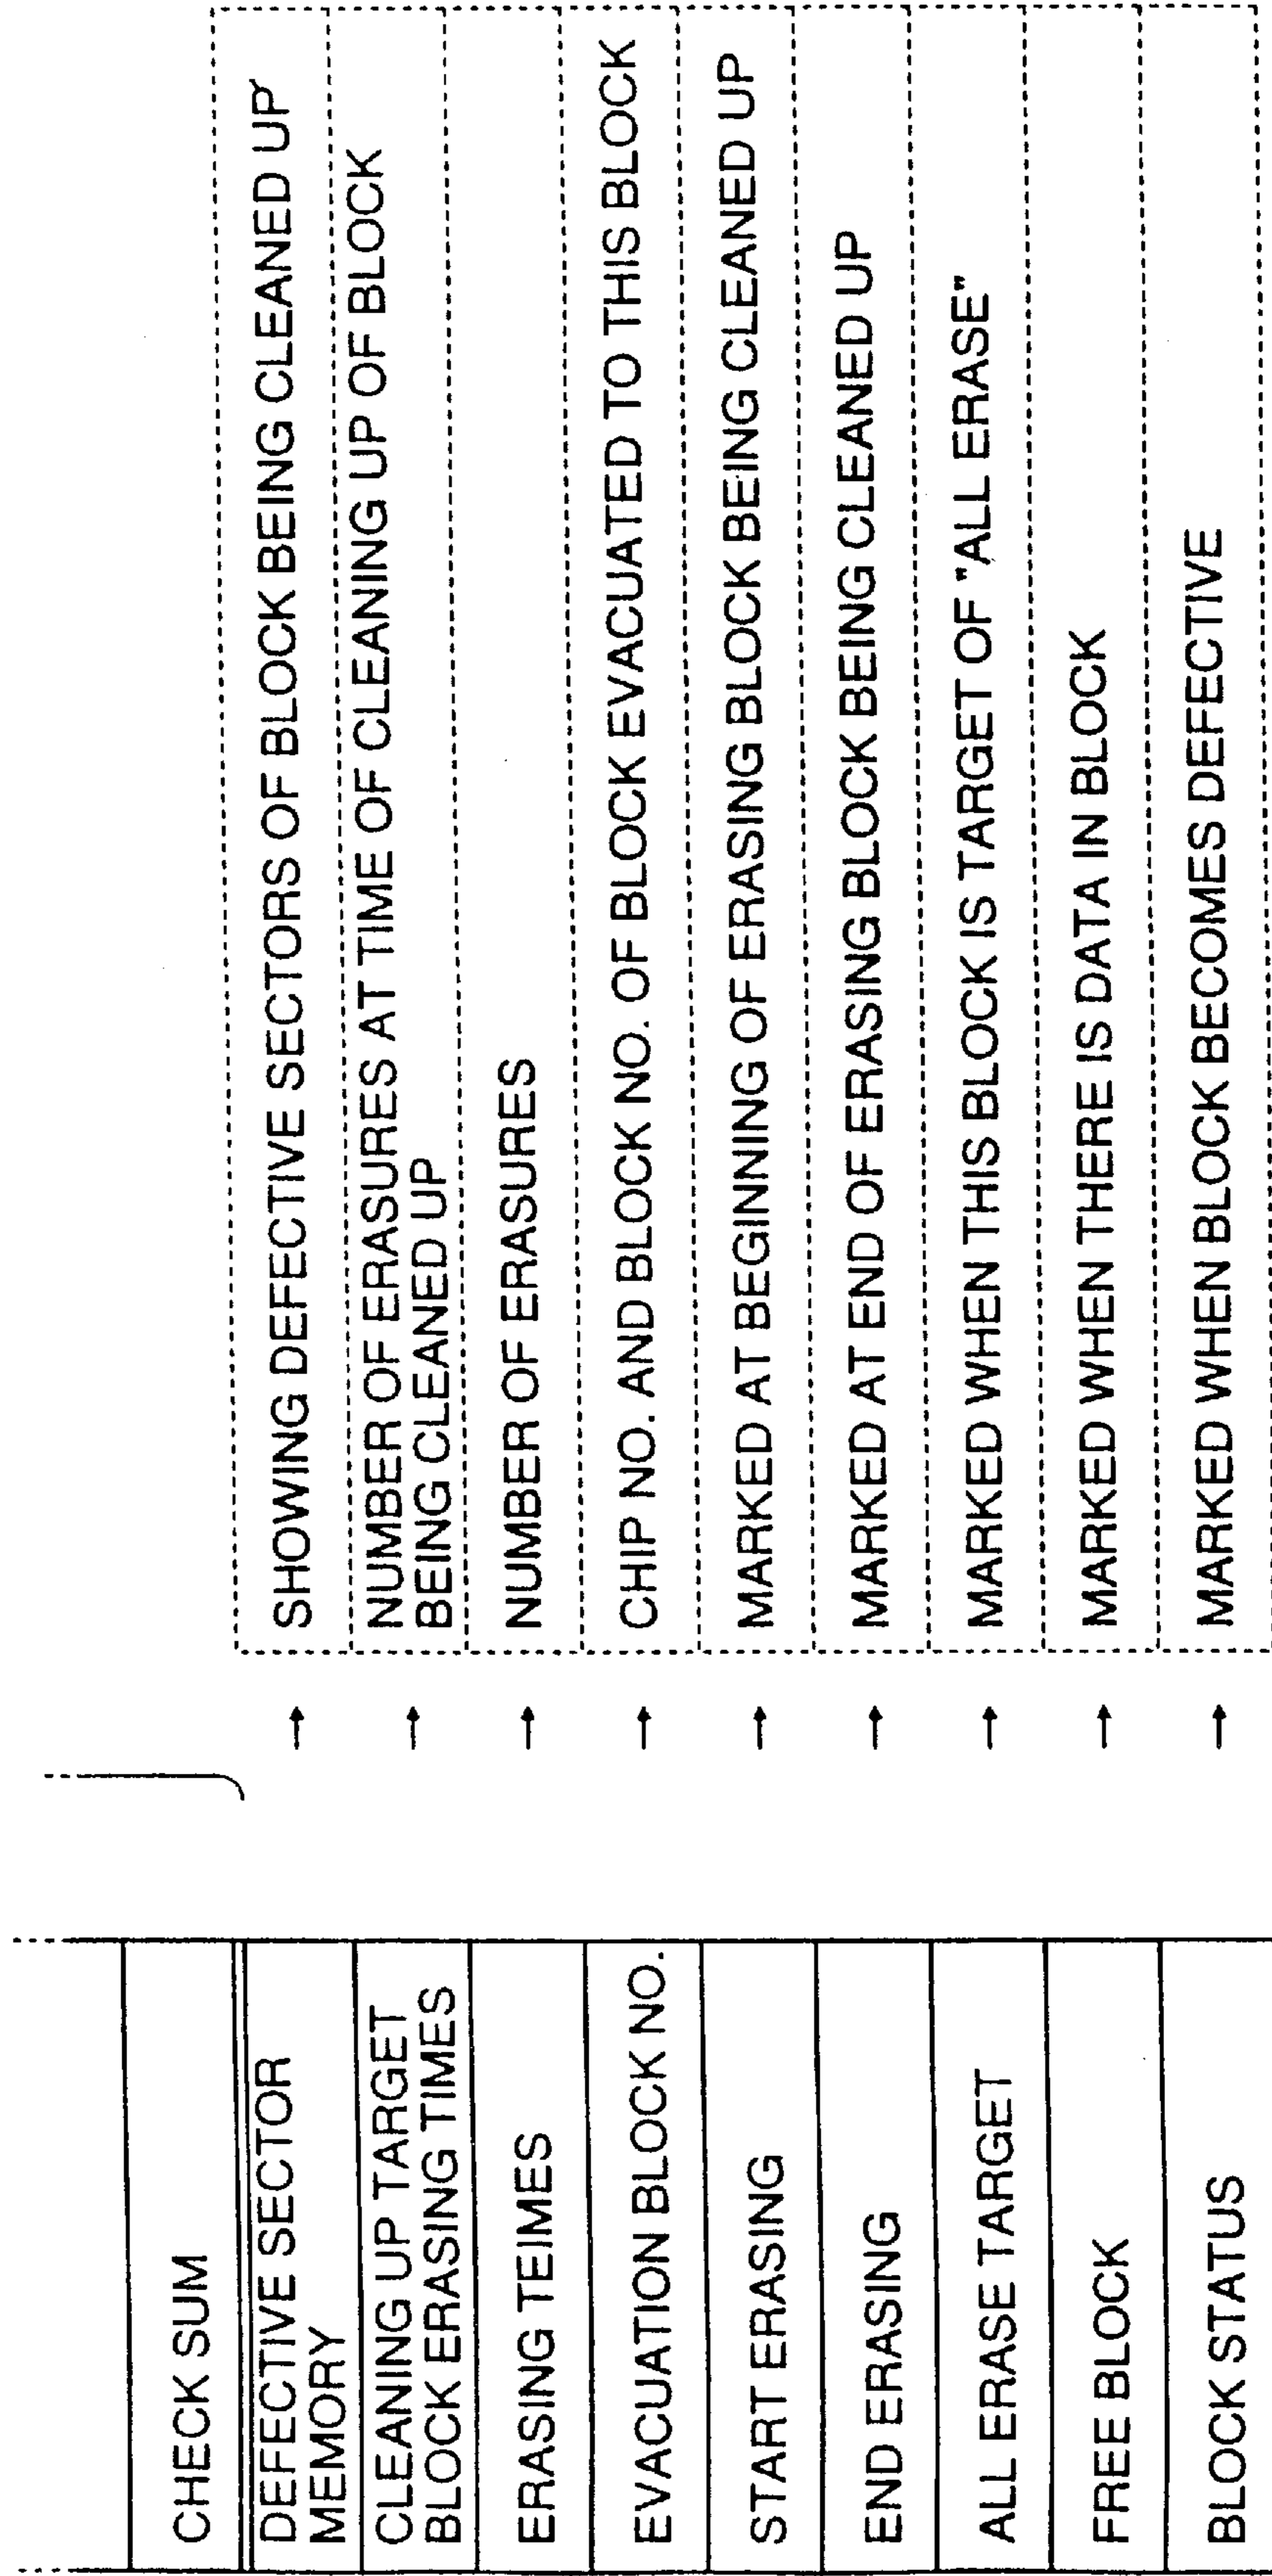 CHECK SUM
DEFECTIVE SECTOR
MEMORY
SHOWING DEFECTIVE SECTORS OF BLOCK BEING CLEANED UP
CLEANING UP TARGET
BLOCK ERASING TIMES
NUMBER OF ERASURES AT TIME OF CLEANING UP OF BLOCK
BEING CLEANED UP
ERASING TEIMES
NUMBER OF ERASURES
EVACUATION BLOCK NO.
CHIP NO. AND BLOCK NO. OF BLOCK EVACUATED TO THIS BLOCK
START ERASING
MARKED AT BEGINNING OF ERASING BLOCK BEING CLEANED UP
END ERASING
MARKED AT END OF ERASING BLOCK BEING CLEANED UP
ALL ERASE TARGET
MARKED WHEN THIS BLOCK IS TARGET OF "ALL ERASE"
FREE BLOCK
MARKED WHEN THERE IS DATA IN BLOCK
BLOCK STATUS
MARKED WHEN BLOCK BECOMES DEFECTIVE